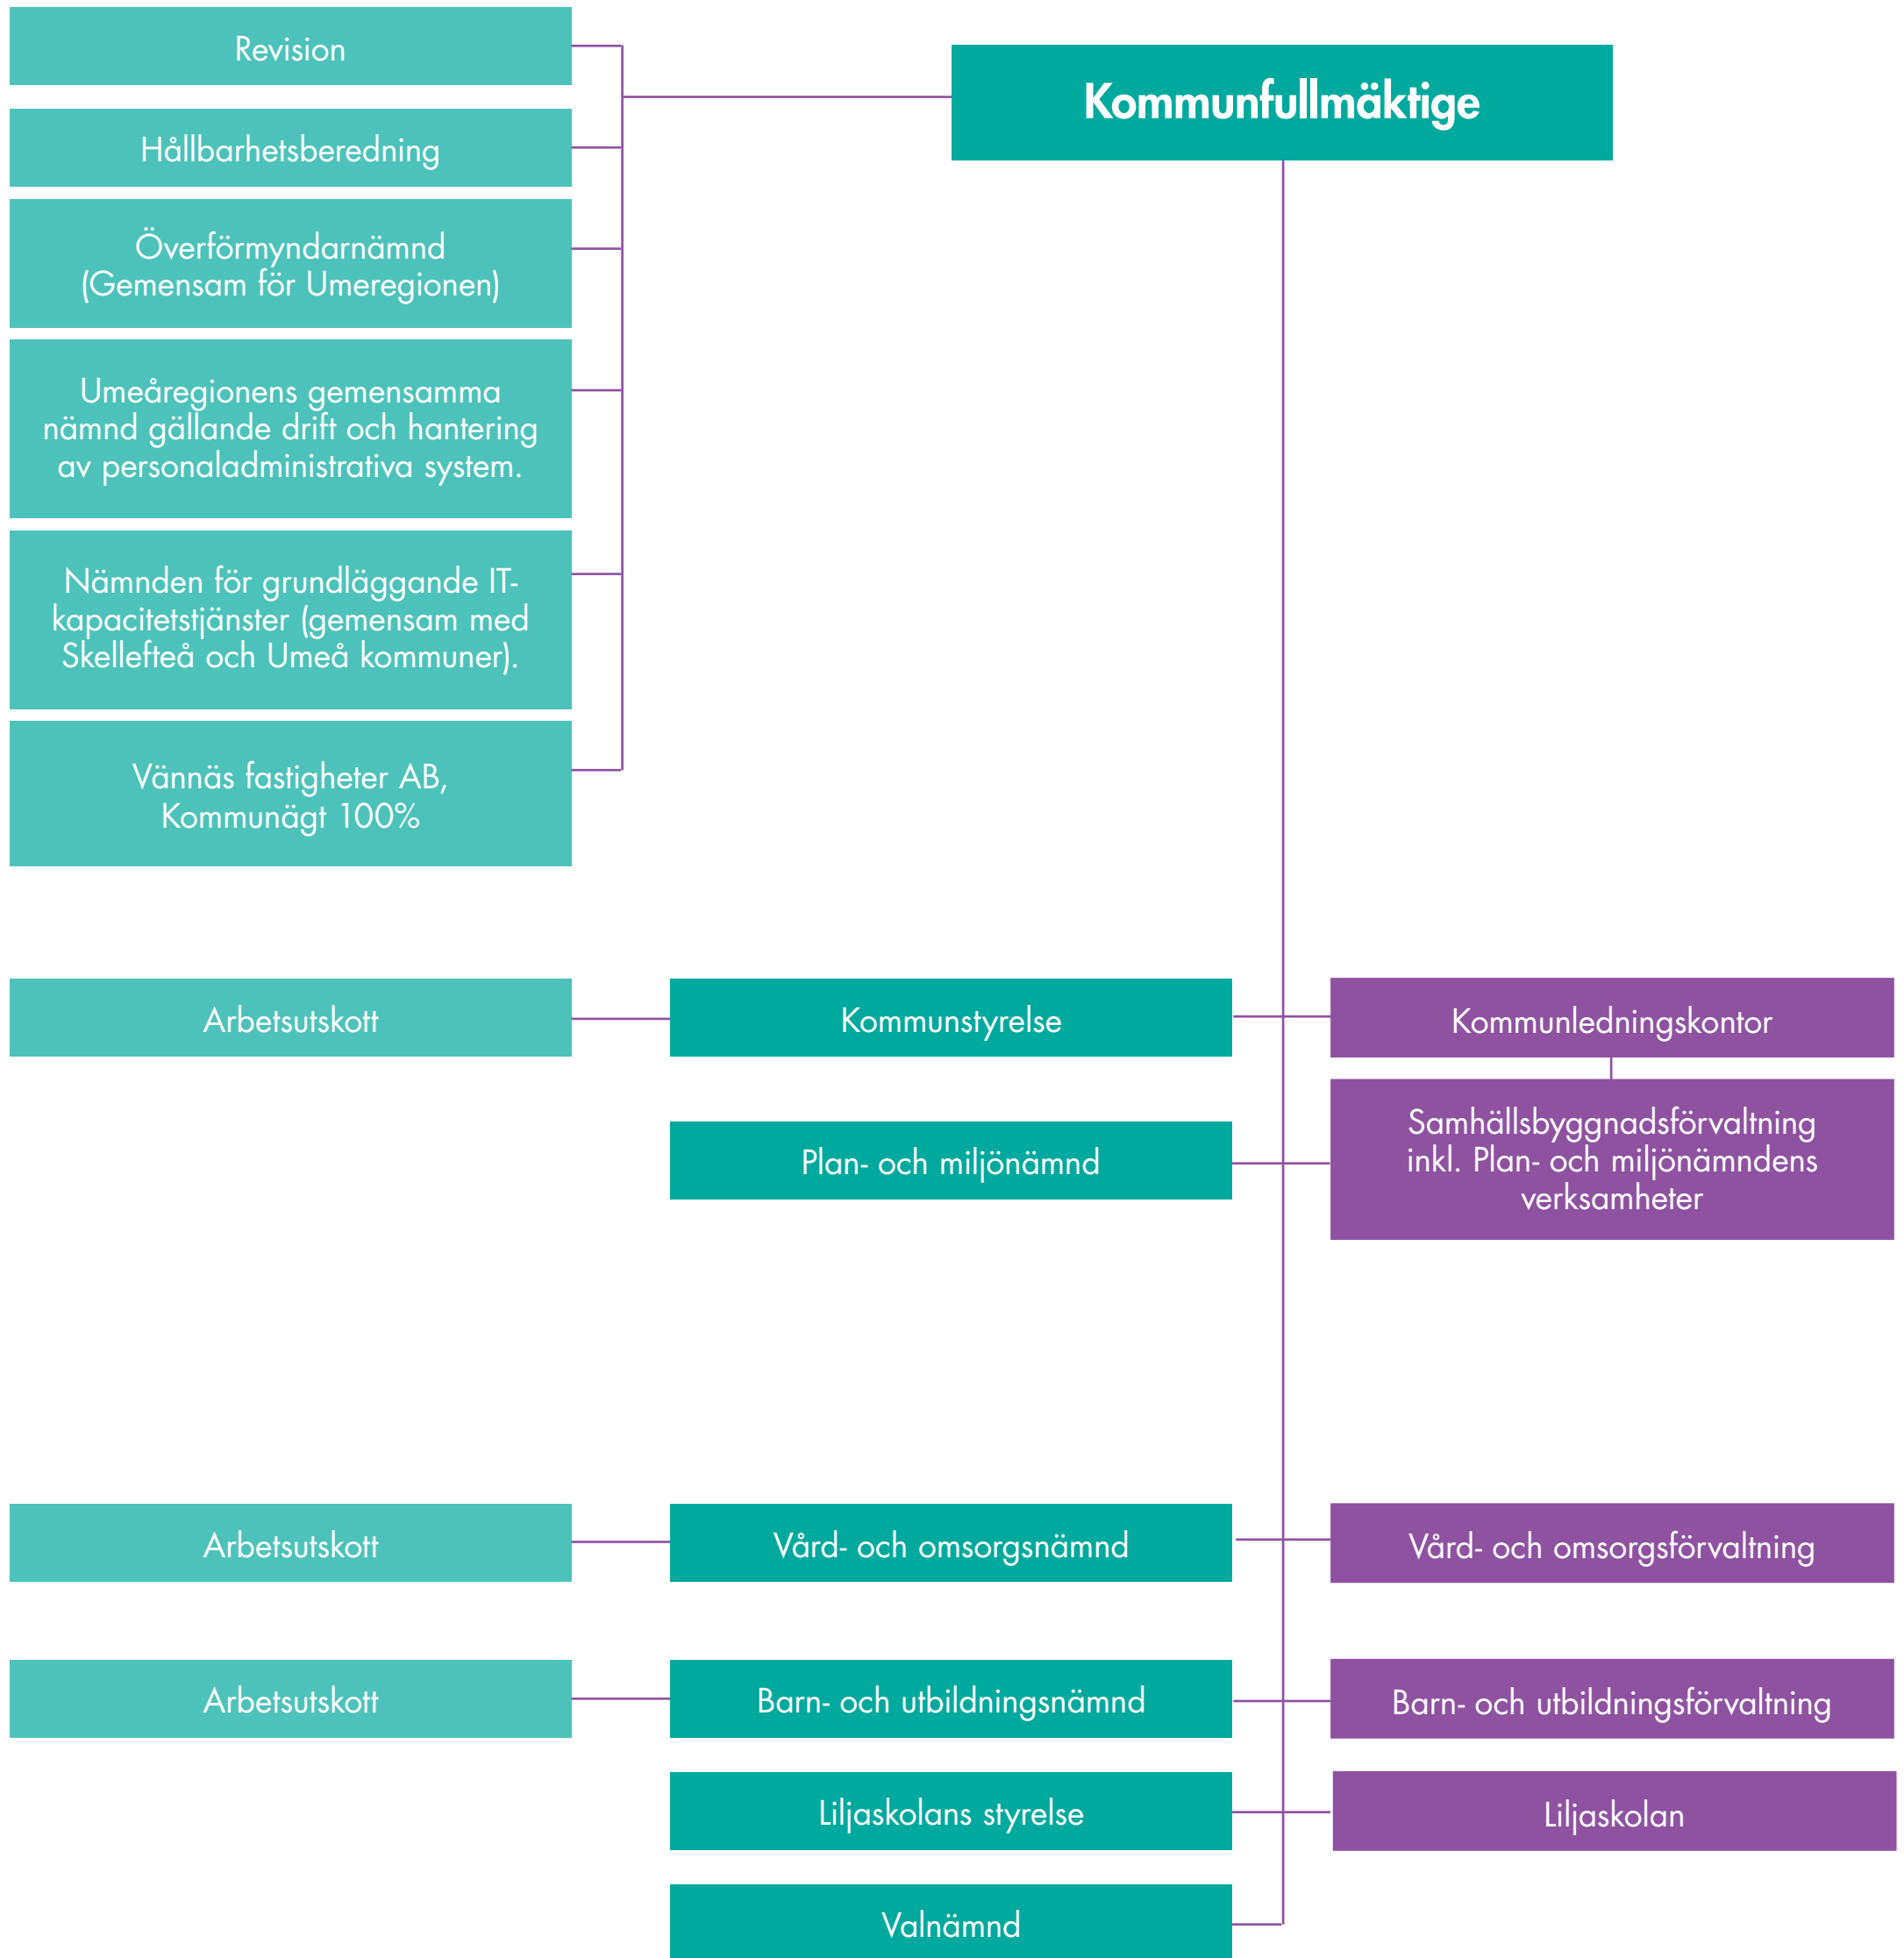 Revision
Kommunfullmäktige
Hållbarhetsberedning
Överförmyndarnämnd
(Gemensam för Umeregionen)
Umeåregionens gemensamma
nämnd gällande drift och hantering
av personaladministrativa system.
Nämnden för grundläggande IT-
kapacitetstjänster (gemensam med
Skellefteå och Umeå kommuner).
Vännäs fastigheter AB,
Kommunägt 100%
Arbetsutskott
Kommunstyrelse
Kommunledningskontor
Plan- och miljönämnd
Samhällsbyggnadsförvaltning
inkl. Plan- och miljönämndens
verksamheter
Arbetsutskott
Vård- och omsorgsnämnd
Vård- och omsorgsförvaltning
Arbetsutskott
Barn- och utbildningsnämnd
Barn- och utbildningsförvaltning
Liljaskolans styrelse
Liljaskolan
Valnämnd